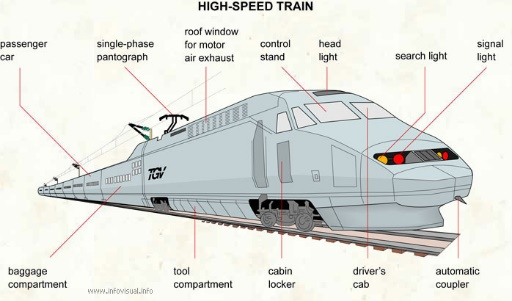 HIGH-SPEED TRAIN
passenger
car
single-phase
pantograph
roof window
for motor
air exhaust
control
stand
head
light
search light
signal
light
TGV
baggage
compartment
tool
compartment
cabin
locker
driver's
cab
automatic
coupler
www.infovisual.info